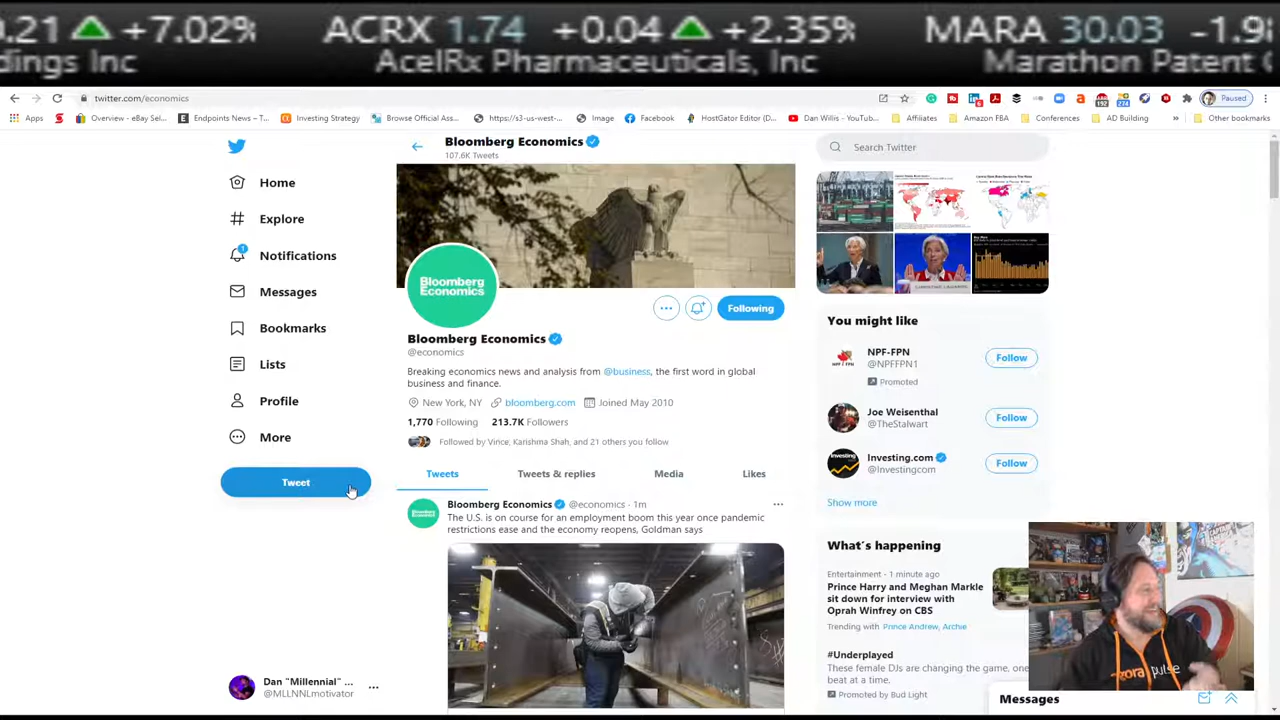 0.21 +7.02% ACRX 1.74 +0.04 +2.35% MARA 30.03 -1.9
dings Inc AcelRx Pharmaceuticals, Inc Marathon Patent
twitter.com/economics
Paused
Apps
Overview - eBay Sel...
Endpoints News – T...
Investing Strategy
Browse Official Ass...
https://s3-us-west-...
Image
Facebook
HostGator Editor (D...
Dan Willis - YouTub...
Affiliates
Amazon FBA
Conferences
AD Building
»
Other bookmarks
Home
Explore
1
Notifications
Messages
Bookmarks
Lists
Profile
More
Tweet
Dan "Millennial" ...
@MLLNNLmotivator
Bloomberg Economics
107.6K Tweets
Bloomberg
Economics
Following
Bloomberg Economics
@economics
Breaking economics news and analysis from @business, the first word in global
business and finance.
New York, NY bloomberg.com Joined May 2010
1,770 Following 213.7K Followers
Followed by Vince, Karishma Shah, and 21 others you follow
Tweets Tweets & replies Media Likes
Bloomberg Economics @economics · 1m
The U.S. is on course for an employment boom this year once pandemic
restrictions ease and the economy reopens, Goldman says
Search Twitter
You might like
NPF-FPN
@NPFFPN1
Promoted
Follow
Joe Weisenthal
@TheStalwart
Follow
Investing.com
@Investingcom
Follow
Show more
What's happening
Entertainment · 1 minute ago
Prince Harry and Meghan Markle
sit down for interview with
Oprah Winfrey on CBS
Trending with Prince Andrew, Archie
#Underplayed
These female DJs are changing the game, one
beat at a time.
Promoted by Bud Light
Messages
gora pulse